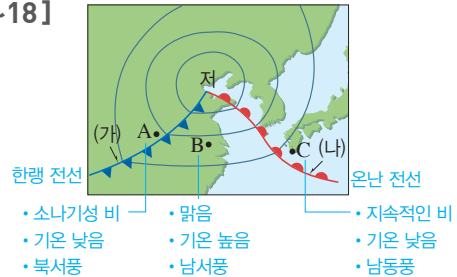 ~18]
저
(가)
A
B
C
(나)
한랭 전선
온난 전선
• 소나기성 비
• 기온 낮음
• 북서풍
• 맑음
• 기온 높음
• 남서풍
• 지속적인 비
• 기온 낮음
• 남동풍